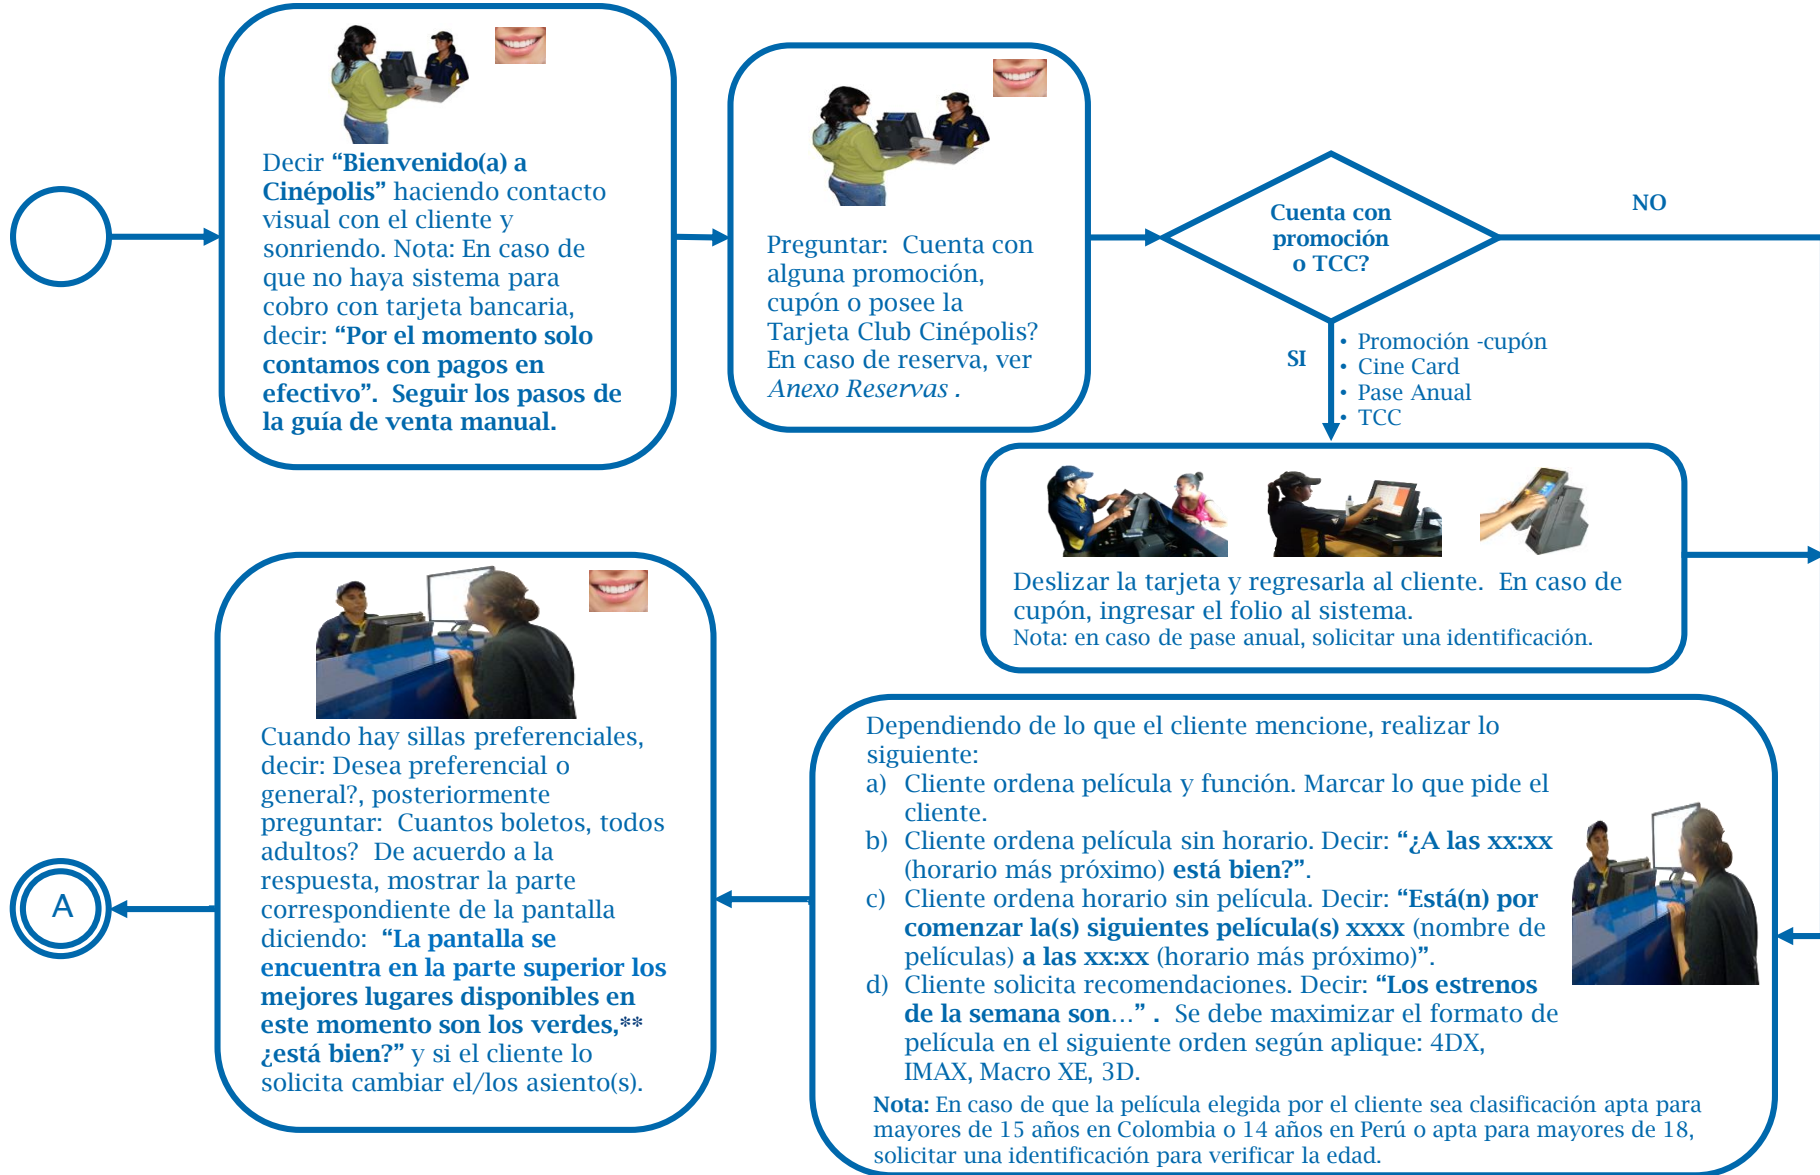 Decir “Bienvenido(a) a
Cinépolis” haciendo contacto
visual con el cliente y
sonriendo. Nota: En caso de
que no haya sistema para
cobro con tarjeta bancaria,
decir: “Por el momento solo
contamos con pagos en
efectivo”. Seguir los pasos de
la guía de venta manual.
Preguntar: Cuenta con
alguna promoción,
cupón o posee la
Tarjeta Club Cinépolis?
En caso de reserva, ver
Anexo Reservas .
Cuenta con
promoción
o TCC?
NO
SI
• Promoción -cupón
• Cine Card
• Pase Anual
• TCC
Deslizar la tarjeta y regresarla al cliente. En caso de
cupón, ingresar el folio al sistema.
Nota: en caso de pase anual, solicitar una identificación.
Dependiendo de lo que el cliente mencione, realizar lo
siguiente:
a) Cliente ordena película y función. Marcar lo que pide el
cliente.
b) Cliente ordena película sin horario. Decir: “¿A las xx:xx
(horario más próximo) está bien?”.
c) Cliente ordena horario sin película. Decir: “Está(n) por
comenzar la(s) siguientes película(s) xxxx (nombre de
películas) a las xx:xx (horario más próximo)”.
d) Cliente solicita recomendaciones. Decir: “Los estrenos
de la semana son…” . Se debe maximizar el formato de
película en el siguiente orden según aplique: 4DX,
IMAX, Macro XE, 3D.
Nota: En caso de que la película elegida por el cliente sea clasificación apta para
mayores de 15 años en Colombia o 14 años en Perú o apta para mayores de 18,
solicitar una identificación para verificar la edad.
Cuando hay sillas preferenciales,
decir: Desea preferencial o
general?, posteriormente
preguntar: Cuantos boletos, todos
adultos? De acuerdo a la
respuesta, mostrar la parte
correspondiente de la pantalla
diciendo: “La pantalla se
encuentra en la parte superior los
mejores lugares disponibles en
este momento son los verdes,**
¿está bien?” y si el cliente lo
solicita cambiar el/los asiento(s).
A